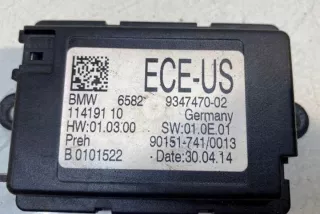 ECE-US
BMW 6582 9347470-02
114191 10 Germany
HW:01.03.00 SW:01.0E.01
Preh 90151-741/0013
B 0101522 Date:30.04.14